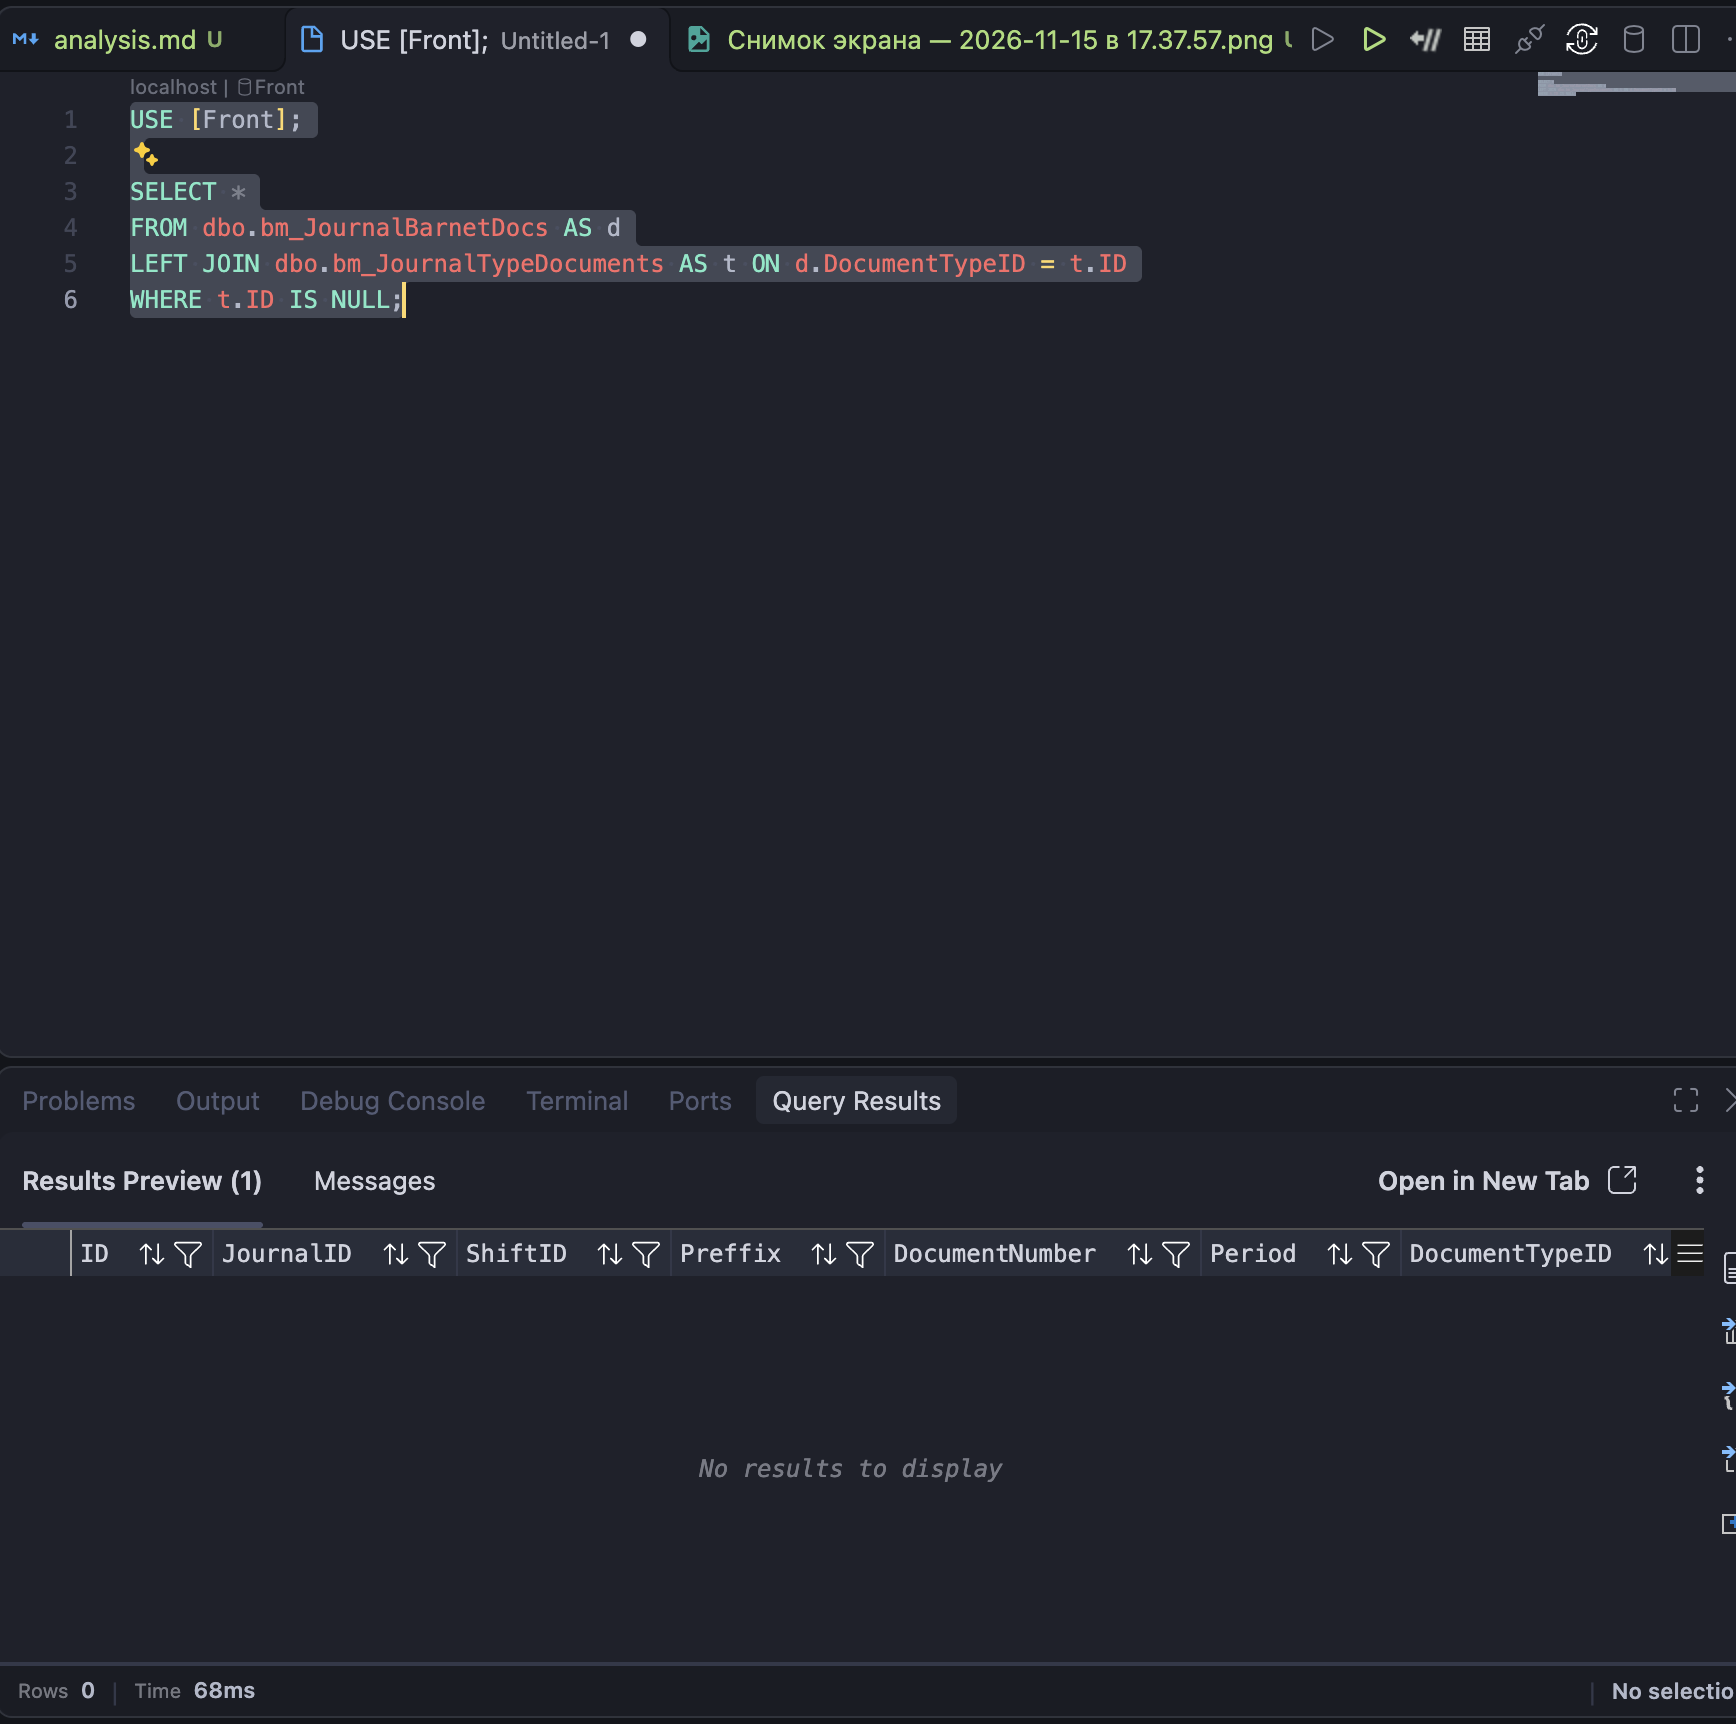 analysis.md U
USE [Front]; Untitled-1
Снимок экрана — 2026-11-15 в 17.37.57.png
localhost | Front
1 USE [Front];
2
3 SELECT *
4 FROM dbo.bm_JournalBarnetDocs AS d
5 LEFT JOIN dbo.bm_JournalTypeDocuments AS t ON d.DocumentTypeID = t.ID
6 WHERE t.ID IS NULL;
Problems Output Debug Console Terminal Ports Query Results
Results Preview (1) Messages Open in New Tab
ID JournalID ShiftID Preffix DocumentNumber Period DocumentTypeID
No results to display
Rows 0 | Time 68ms | No selectio